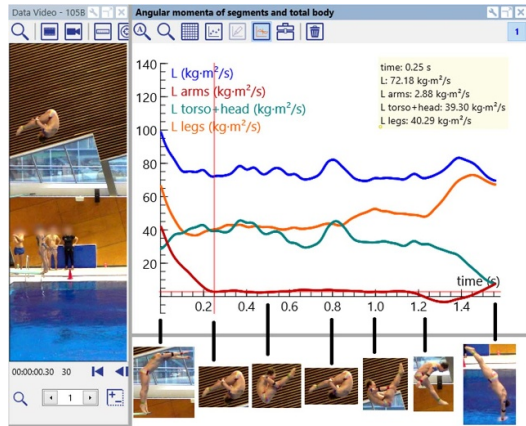 Data Video - 105B
Angular momenta of segments and total body
1
140
120
100
80
60
40
20
L (kg·m²/s)
L arms (kg·m²/s)
L torso+head (kg·m²/s)
L legs (kg·m²/s)
time: 0.25 s
L: 72.18 kg·m²/s
L arms: 2.88 kg·m²/s
L torso+head: 39.30 kg·m²/s
L legs: 40.29 kg·m²/s
time (s)
0.2
0.4
0.6
0.8
1.0
1.2
1.4
00:00:00.30 30
1